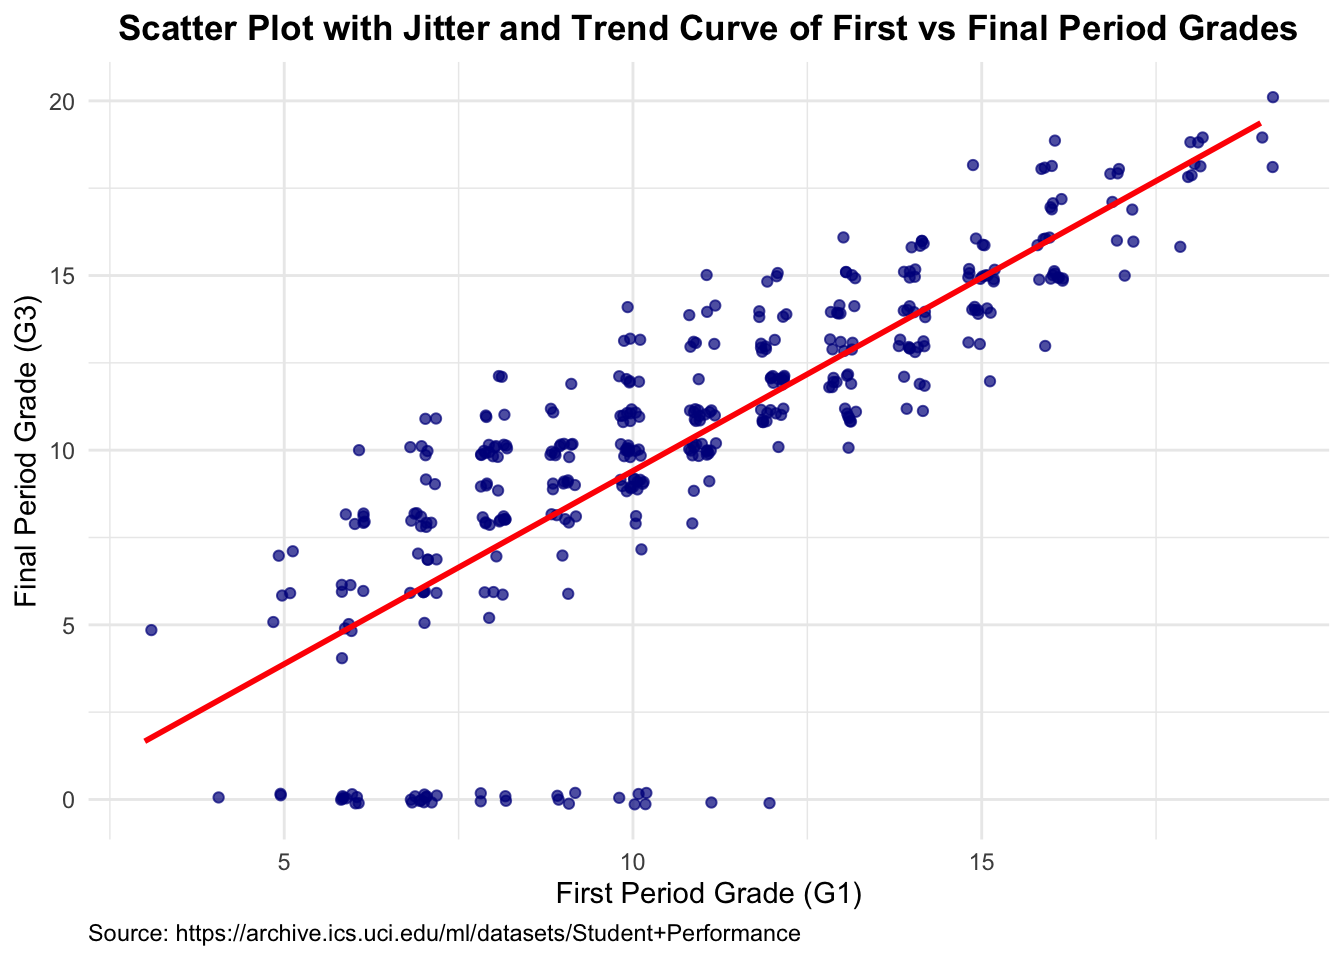 Scatter Plot with Jitter and Trend Curve of First vs Final Period Grades
Final Period Grade (G3)
20
15
10
5
0
5
10
15
First Period Grade (G1)
Source: https://archive.ics.uci.edu/ml/datasets/Student+Performance